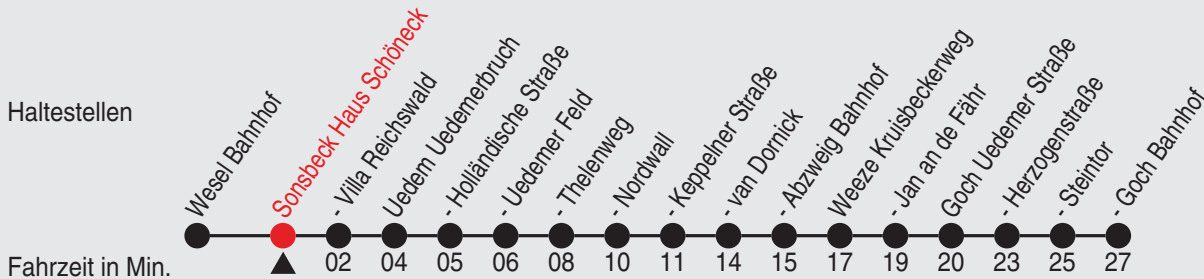 Haltestellen
Wesel Bahnhof
Sonsbeck Haus Schöneck
- Villa Reichswald
Uedem Uedemerbruch
- Holländische Straße
- Uedemer Feld
- Thelenweg
- Nordwall
- Keppelner Straße
- van Dornick
- Abzweig Bahnhof
Weeze Kruisbeckerweg
- Jan an de Fähr
Goch Uedemer Straße
- Herzogenstraße
- Steintor
- Goch Bahnhof
Fahrzeit in Min. 02 04 05 06 08 10 11 14 15 17 19 20 23 25 27